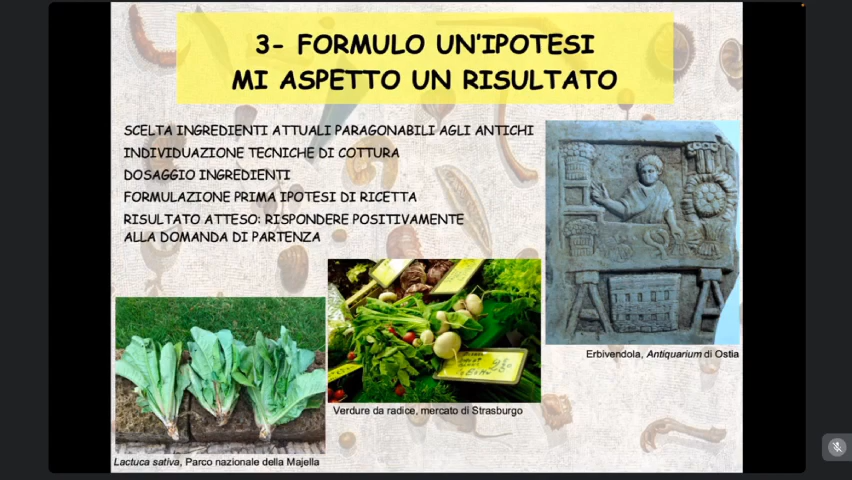 3- FORMULO UN'IPOTESI
MI ASPETTO UN RISULTATO
SCELTA INGREDIENTI ATTUALI PARAGONABILI AGLI ANTICHI
INDIVIDUAZIONE TECNICHE DI COTTURA
DOSAGGIO INGREDIENTI
FORMULAZIONE PRIMA IPOTESI DI RICETTA
RISULTATO ATTESO: RISPONDERE POSITIVAMENTE
ALLA DOMANDA DI PARTENZA
Erbivendola, Antiquarium di Ostia
Verdure da radice, mercato di Strasburgo
Lactuca sativa, Parco nazionale della Majella